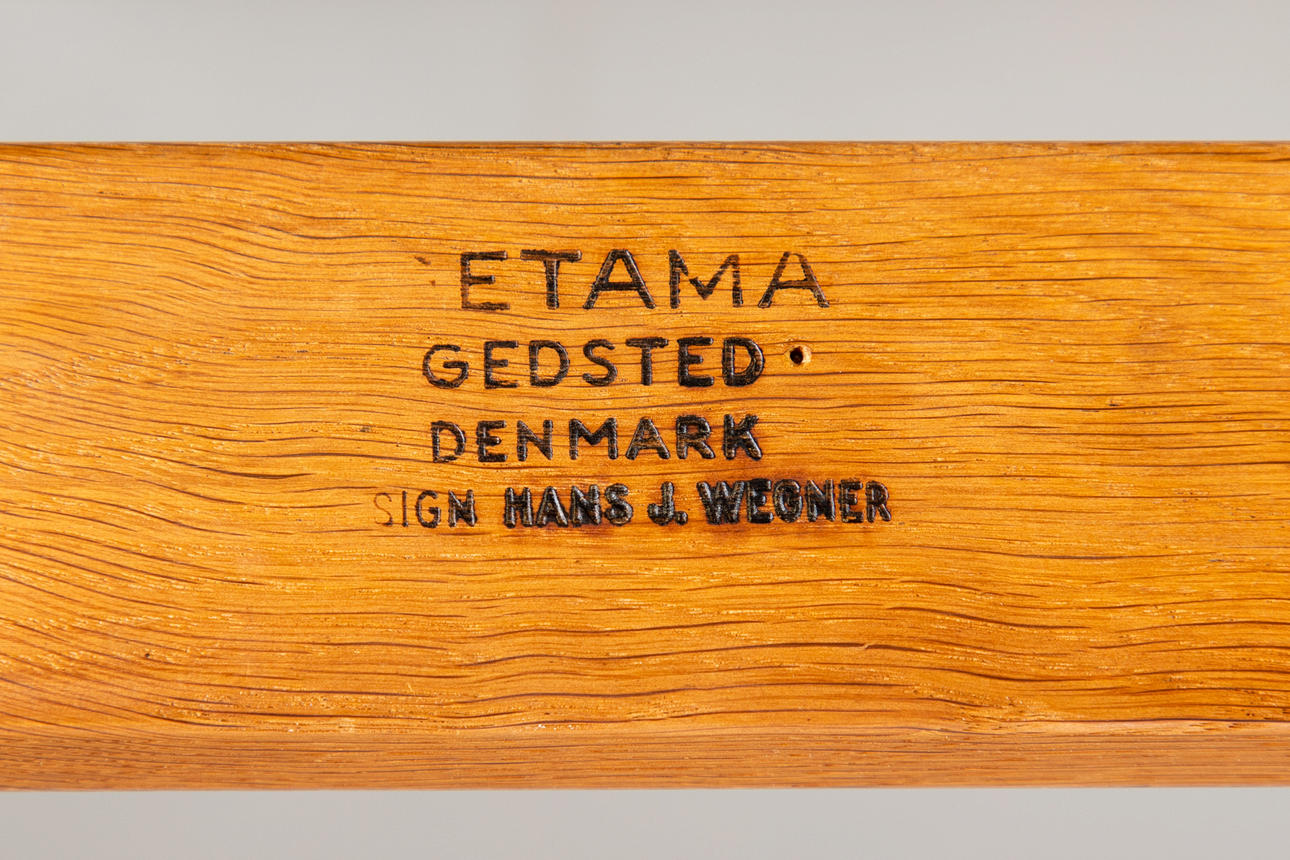 ETAMA
GEDSTED
DENMARK
SIGN HANS J. WEGNER